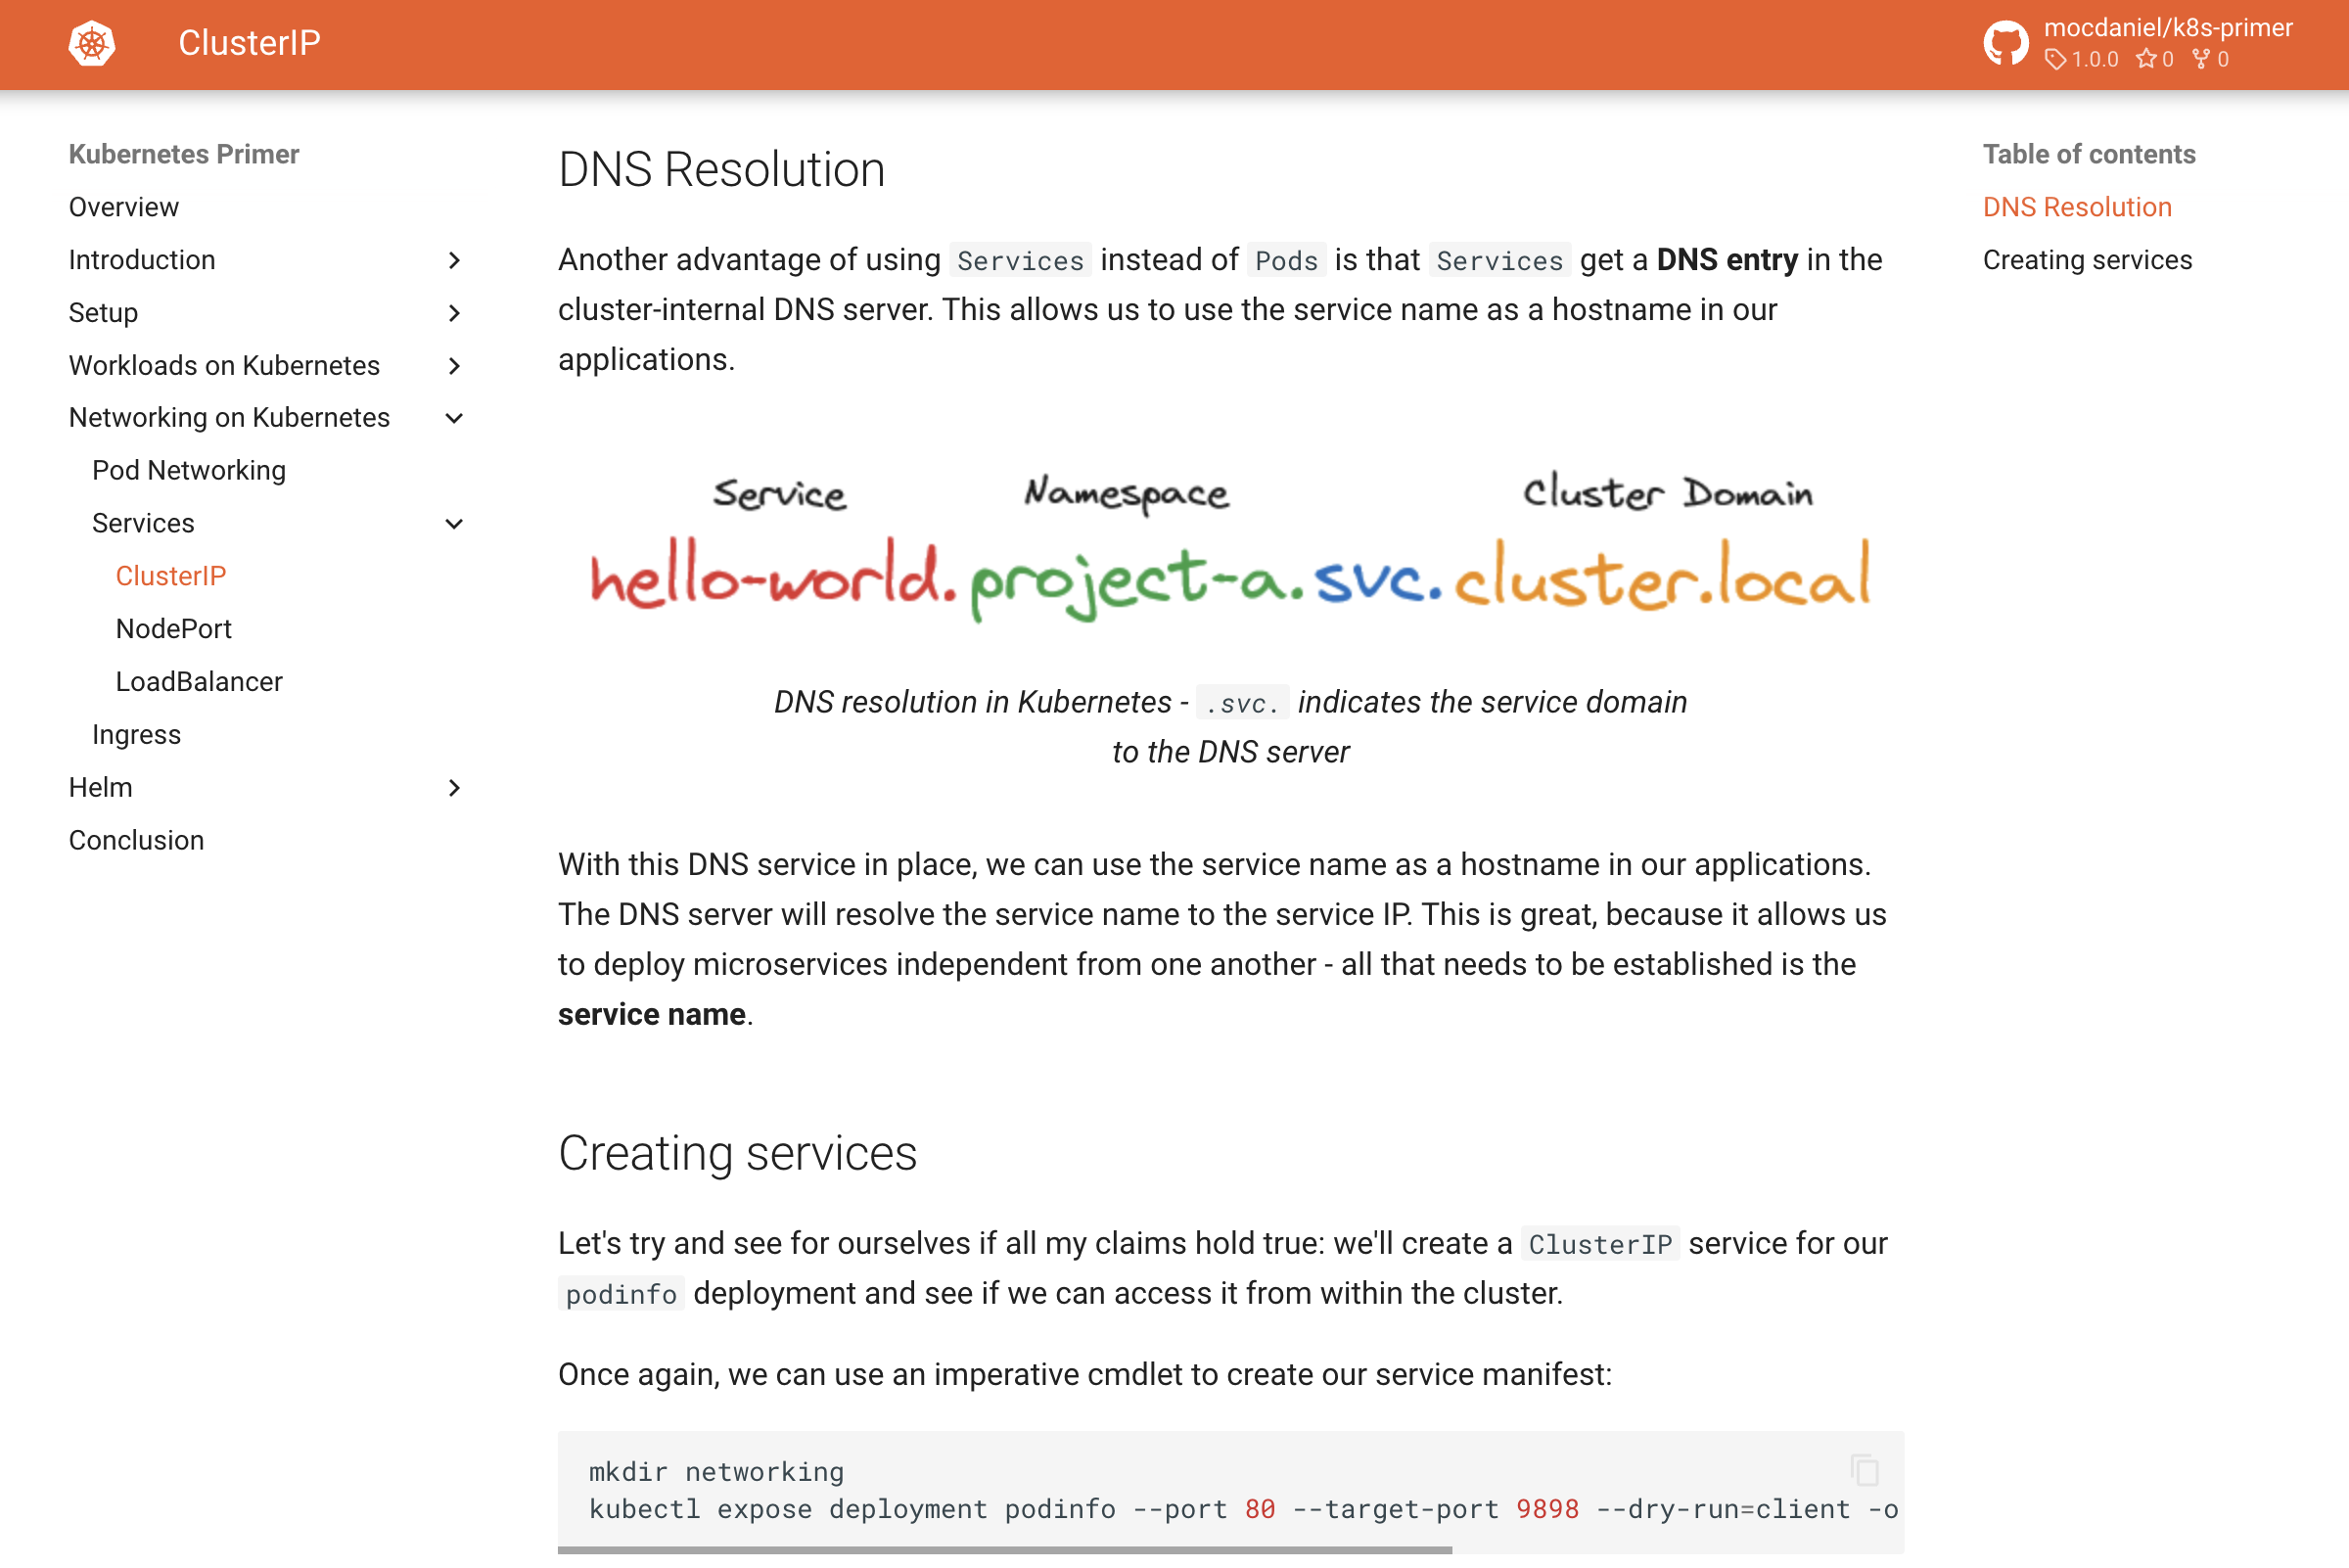 ClusterIP
mocdaniel/k8s-primer
1.0.0 0 0
Kubernetes Primer
Overview
Introduction
Setup
Workloads on Kubernetes
Networking on Kubernetes
Pod Networking
Services
ClusterIP
NodePort
LoadBalancer
Ingress
Helm
Conclusion
DNS Resolution
Another advantage of using Services instead of Pods is that Services get a DNS entry in the
cluster-internal DNS server. This allows us to use the service name as a hostname in our
applications.
Service Namespace Cluster Domain
hello-world.project-a.svc.cluster.local
DNS resolution in Kubernetes - .svc. indicates the service domain
to the DNS server
With this DNS service in place, we can use the service name as a hostname in our applications.
The DNS server will resolve the service name to the service IP. This is great, because it allows us
to deploy microservices independent from one another - all that needs to be established is the
service name.
Creating services
Let's try and see for ourselves if all my claims hold true: we'll create a ClusterIP service for our
podinfo deployment and see if we can access it from within the cluster.
Once again, we can use an imperative cmdlet to create our service manifest:
mkdir networking
kubectl expose deployment podinfo --port 80 --target-port 9898 --dry-run=client -o
Table of contents
DNS Resolution
Creating services